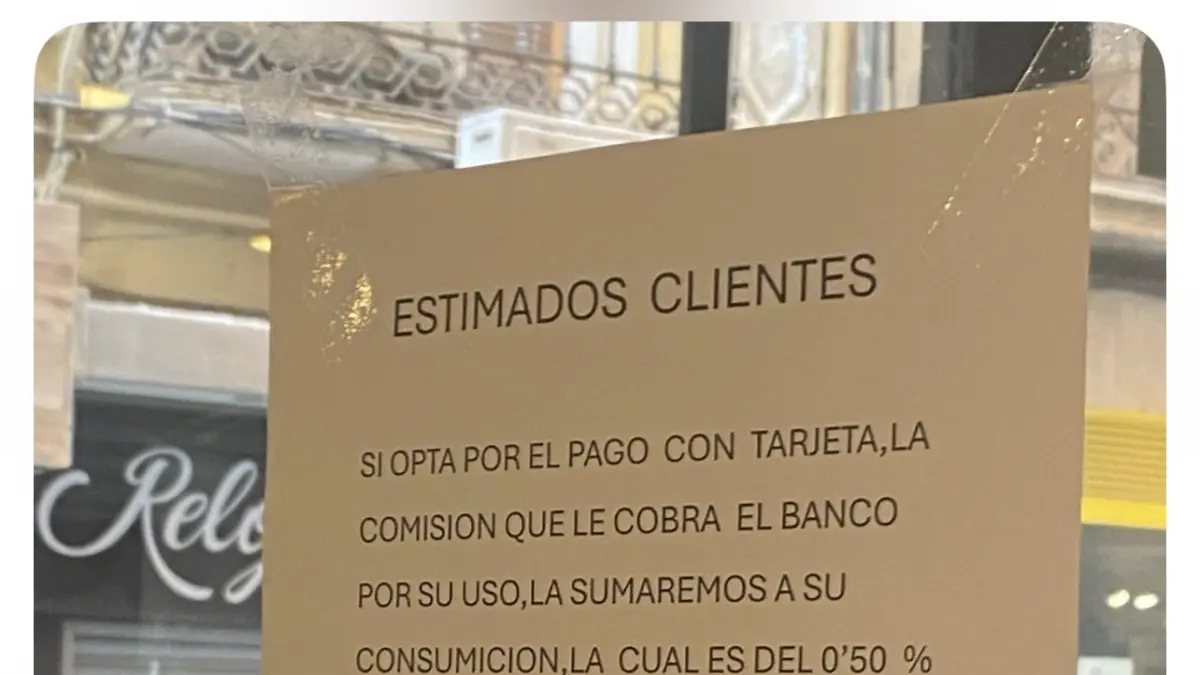 ESTIMADOS CLIENTES
SI OPTA POR EL PAGO CON TARJETA,LA
COMISION QUE LE COBRA EL BANCO
POR SU USO,LA SUMAREMOS A SU
CONSUMICION,LA CUAL ES DEL 0'50 %
Relo